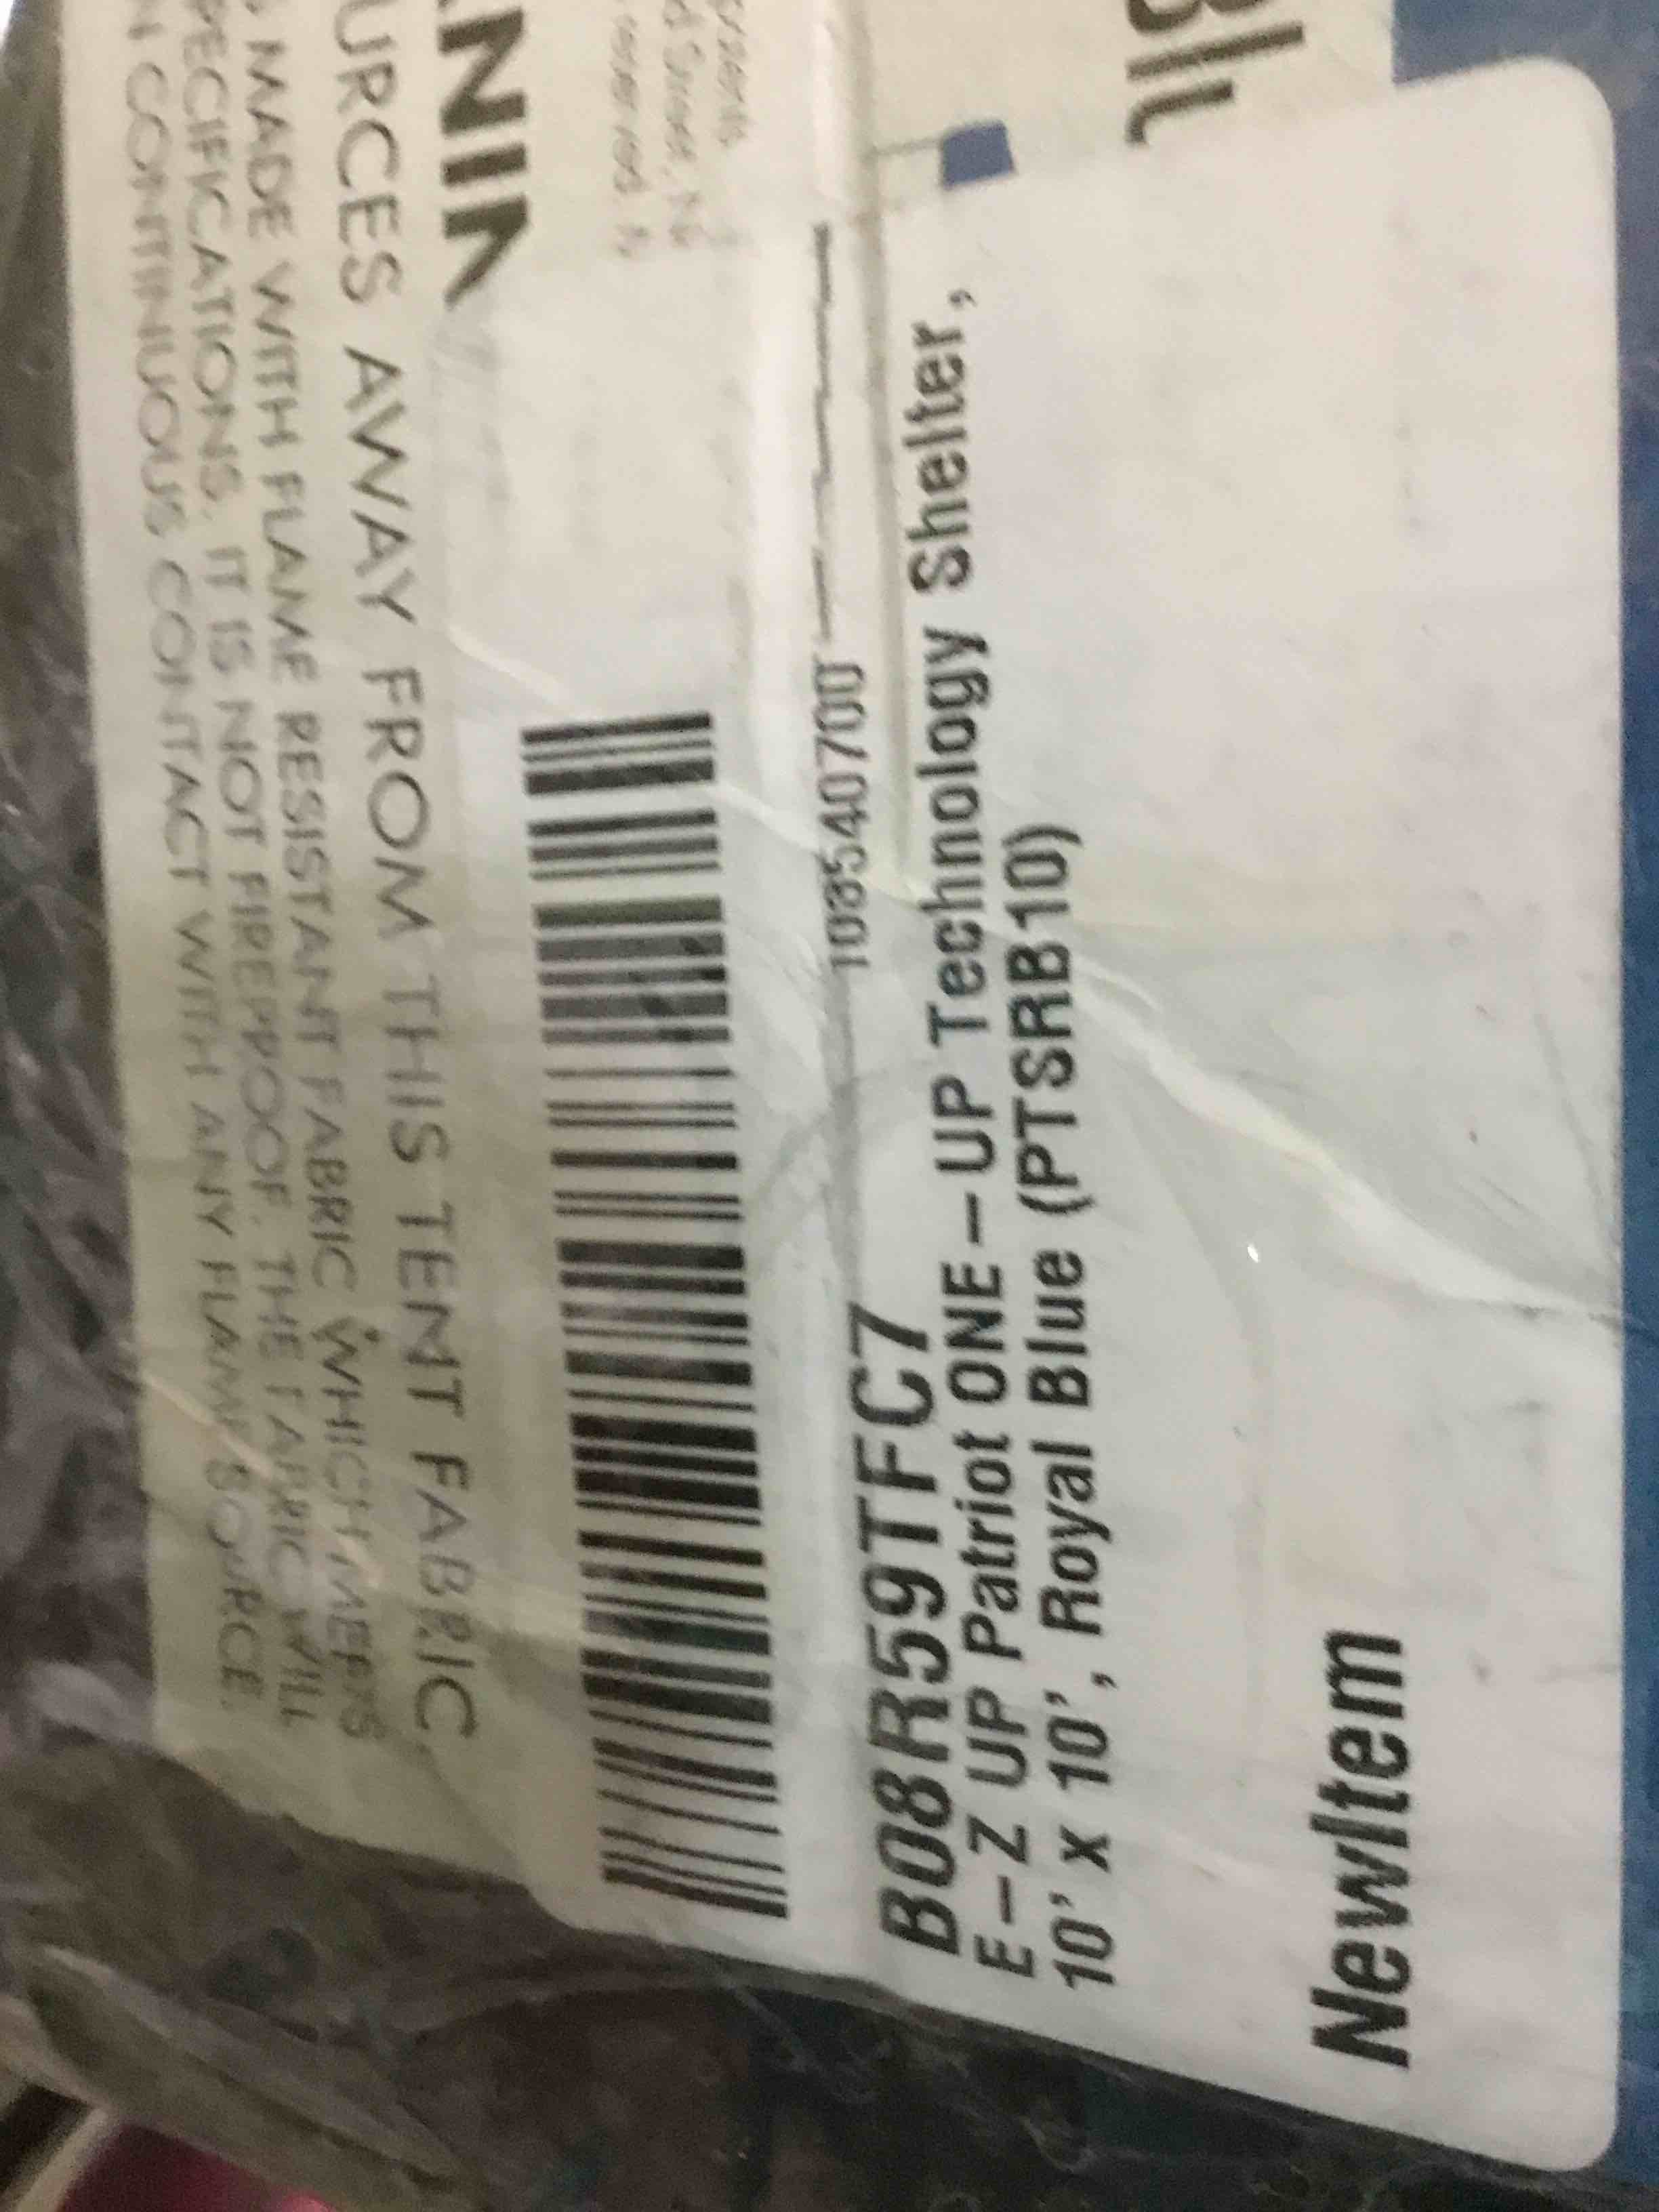 1085407000
B08R59TFC7
E-Z UP Patriot ONE-UP Technology Shelter,
10' x 10', Royal Blue (PTSRB10)
NewItem
URCES AWAY FROM THIS TENT FABRIC
MADE WITH FLAME RESISTANT FABRIC WHICH MEETS
PECIFICATIONS. IT IS NOT FIREPROOF. THE FABRIC WILL
N CONTINUOUS CONTACT WITH ANY FLAME SOURCE.